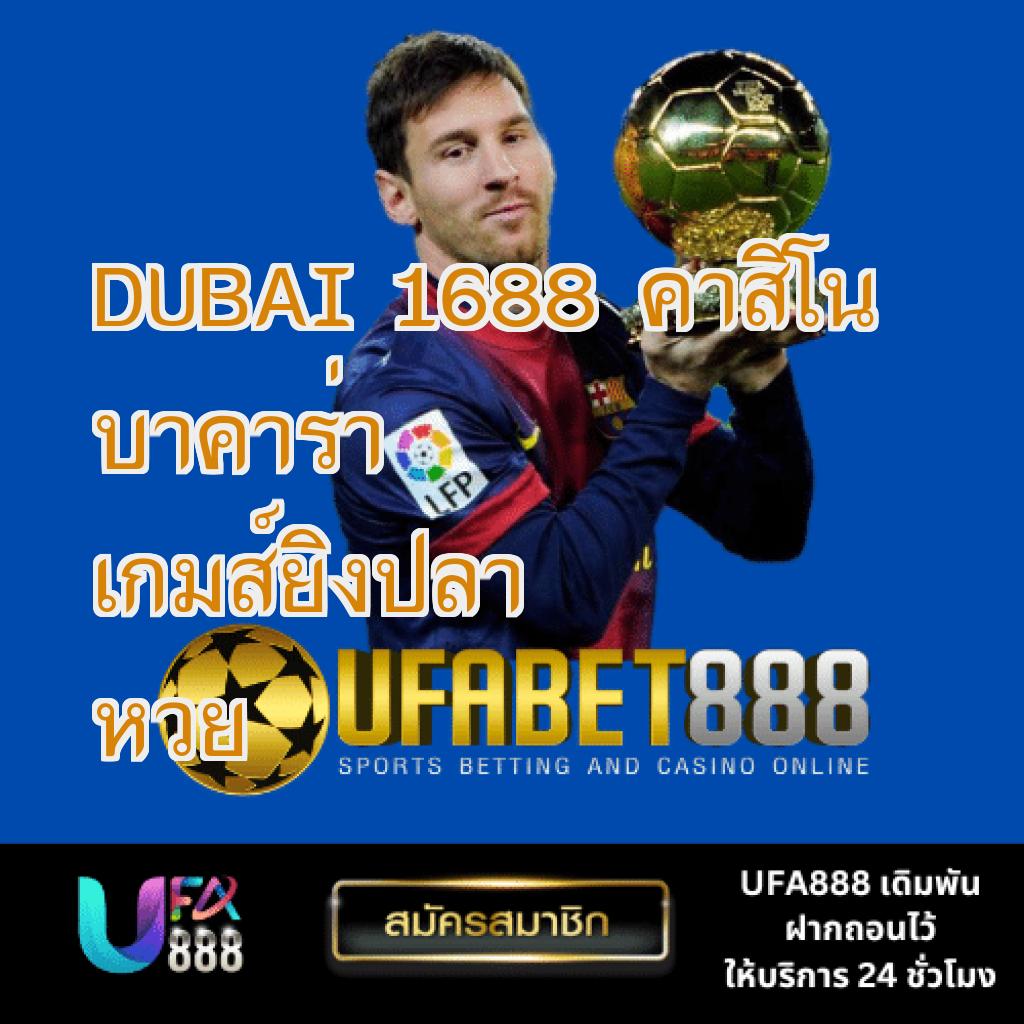 DUBAI 1688 คาสิโน
บาคาร่า
LFP
เกมส์ยิงปลา
หวย
UFABET888
SPORTS BETTING AND CASINO ONLINE
UFA
888
สมัครสมาชิก
UFA888 เดิมพัน
ฝากถอนไว้
ให้บริการ 24 ชั่วโมง